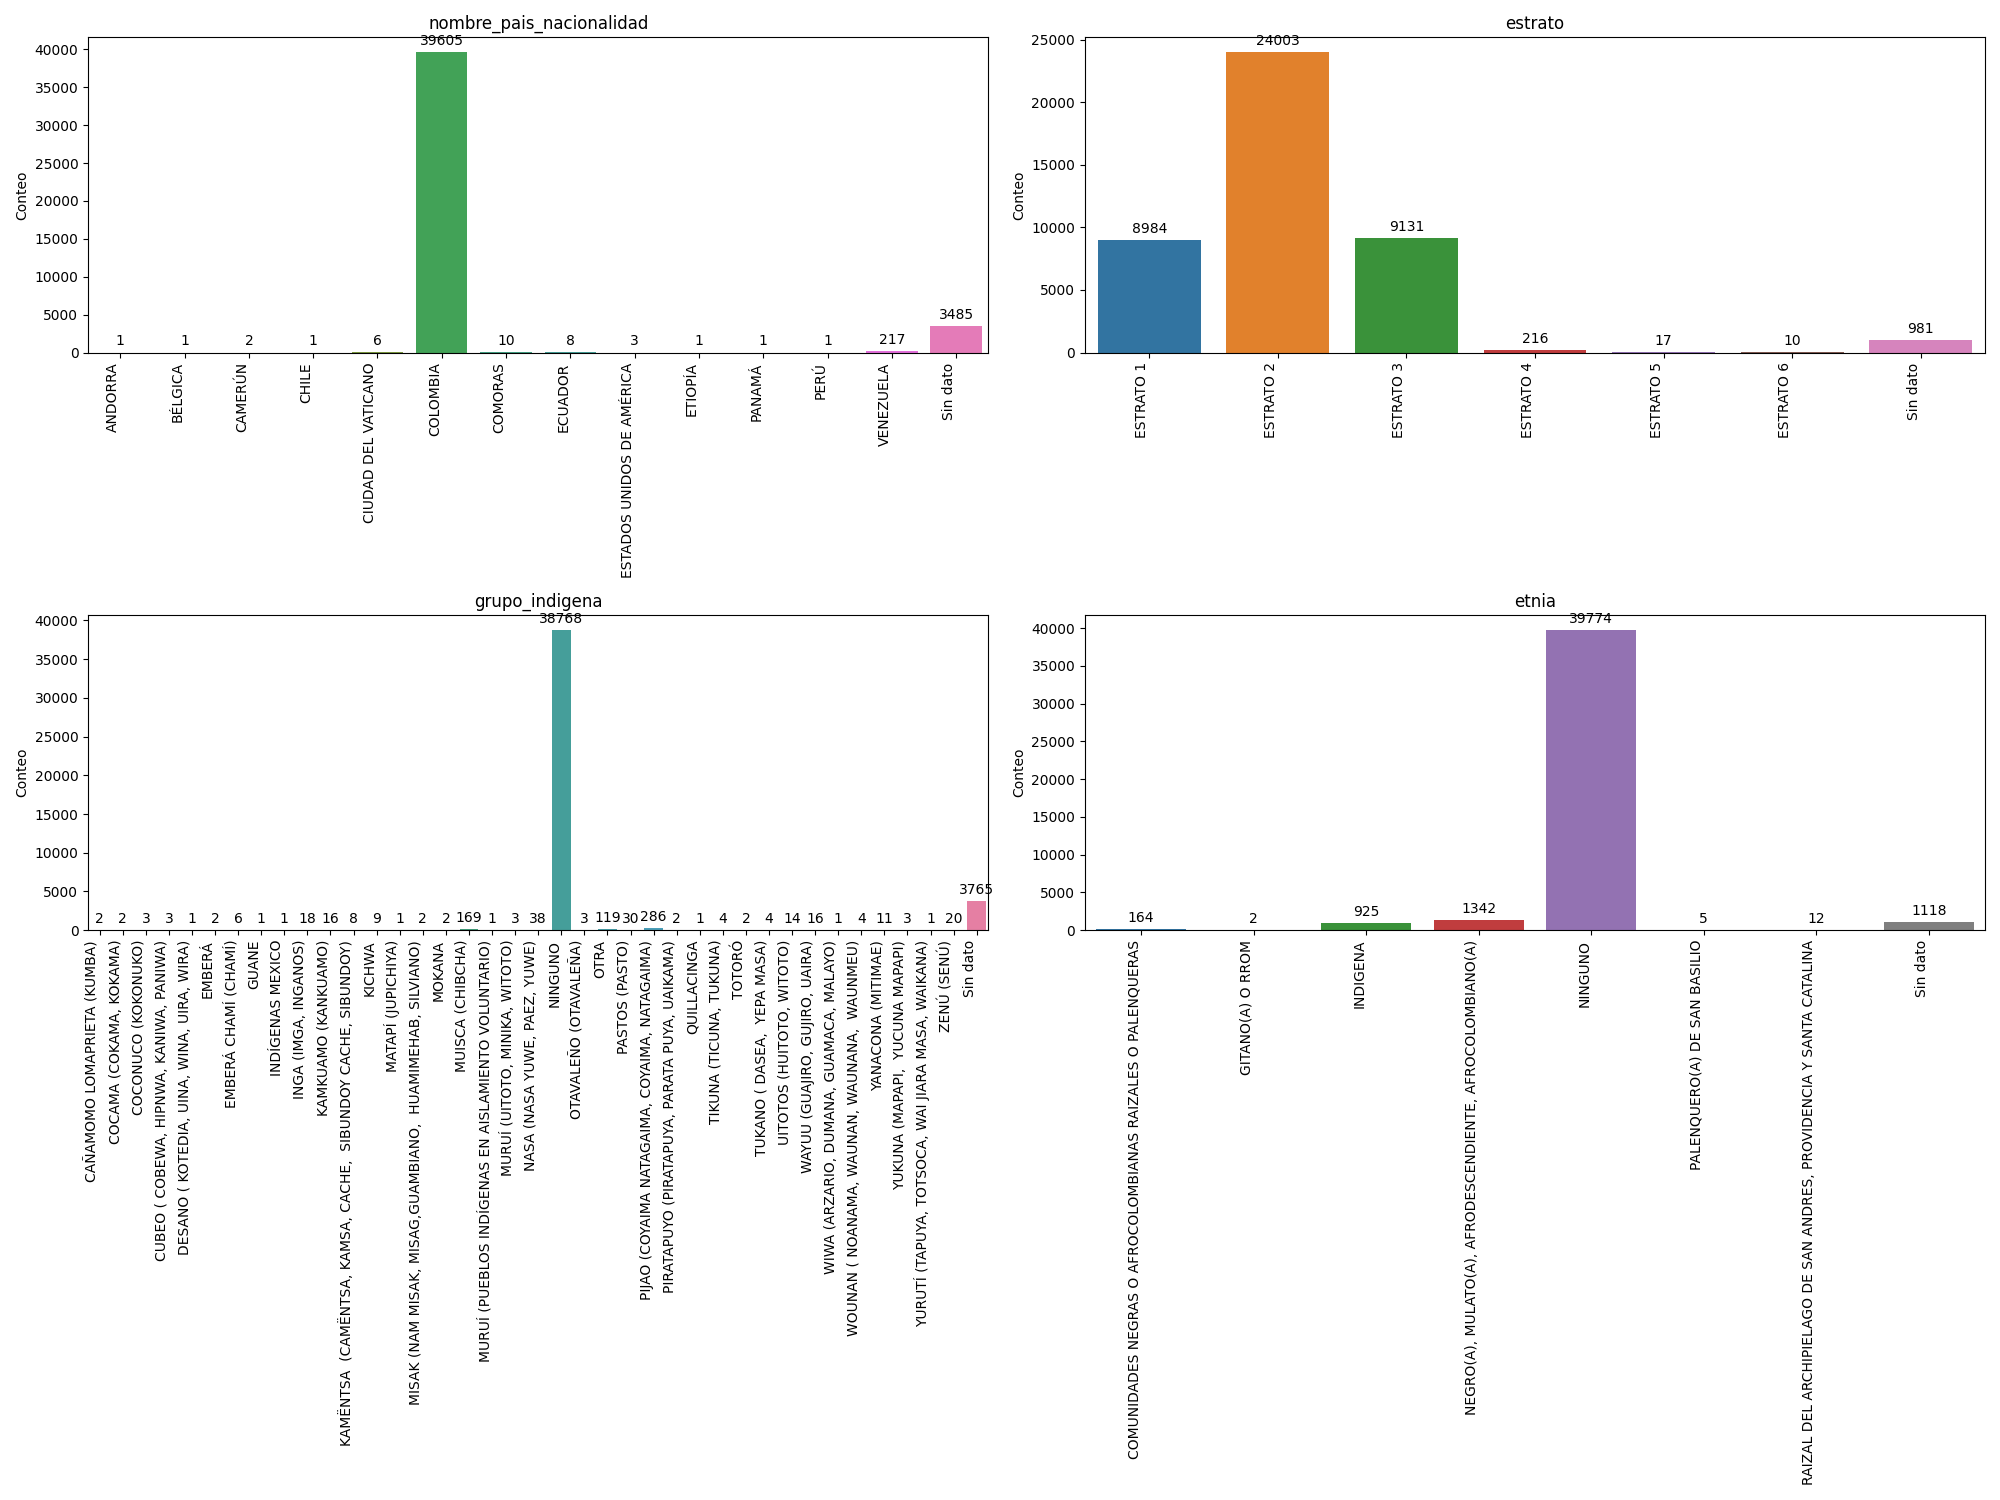 nombre_pais_nacionalidad
Conteo
40000
35000
30000
25000
20000
15000
10000
5000
0
1
1
2
1
6
39605
10
8
3
1
1
1
217
3485
ANDORRA
BÉLGICA
CAMERÚN
CHILE
CIUDAD DEL VATICANO
COLOMBIA
COMORAS
ECUADOR
ESTADOS UNIDOS DE AMÉRICA
ETIOPÍA
PANAMÁ
PERÚ
VENEZUELA
Sin dato
estrato
Conteo
25000
20000
15000
10000
5000
0
8984
24003
9131
216
17
10
981
ESTRATO 1
ESTRATO 2
ESTRATO 3
ESTRATO 4
ESTRATO 5
ESTRATO 6
Sin dato
grupo_indigena
Conteo
40000
35000
30000
25000
20000
15000
10000
5000
0
2
2
3
3
1
2
6
1
1
18
16
8
9
1
2
2
169
1
3
38
38768
3
119
30
286
2
1
4
2
4
14
16
1
4
11
3
1
20
3765
CAÑAMOMO LOMAPRIETA (KUMBA)
COCAMA (COKAMA, KOKAMA)
COCONUCO (KOKONUKO)
CUBEO ( COBEWA, HIPNWA, KANIWA, PANIWA)
DESANO ( KOTEDIA, UINA, WINA, UIRA, WIRA)
EMBERÁ
EMBERÁ CHAMÍ (CHAMÍ)
GUANE
INDÍGENAS MEXICO
INGA (IMGA, INGANOS)
KAMKUAMO (KANKUAMO)
KAMËNTSA  (CAMËNTSA, KAMSA, CACHE,  SIBUNDOY CACHE, SIBUNDOY)
KICHWA
MATAPÍ (JUPICHIYA)
MISAK (NAM MISAK, MISAG,GUAMBIANO,  HUAMIMEHAB, SILVIANO)
MOKANA
MUISCA (CHIBCHA)
MURUÍ (PUEBLOS INDÍGENAS EN AISLAMIENTO VOLUNTARIO)
MURUÍ (UITOTO, MINIKA, WITOTO)
NASA (NASA YUWE, PAEZ, YUWE)
NINGUNO
OTAVALEÑO (OTAVALEÑA)
OTRA
PASTOS (PASTO)
PIJAO (COYAIMA NATAGAIMA, COYAIMA, NATAGAIMA)
PIRATAPUYO (PIRATAPUYA, PARATA PUYA, UAIKAMA)
QUILLACINGA
TIKUNA (TICUNA, TUKUNA)
TOTORÓ
TUKANO ( DASEA,  YEPA MASA)
UITOTOS (HUITOTO, WITOTO)
WAYUU (GUAJIRO, GUJIRO, UAIRA)
WIWA (ARZARIO, DUMANA, GUAMACA, MALAYO)
WOUNAN ( NOANAMA, WAUNAN, WAUNANA,  WAUNMEU)
YANACONA (MITIMAE)
YUKUNA (MAPAPI,  YUCUNA MAPAPI)
YURUTÍ (TAPUYA, TOTSOCA, WAI JIARA MASA, WAIKANA)
ZENÚ (SENÚ)
Sin dato
etnia
Conteo
40000
35000
30000
25000
20000
15000
10000
5000
0
164
2
925
1342
39774
5
12
1118
COMUNIDADES NEGRAS O AFROCOLOMBIANAS RAIZALES O PALENQUERAS
GITANO(A) O RROM
INDIGENA
NEGRO(A), MULATO(A), AFRODESCENDIENTE, AFROCOLOMBIANO(A)
NINGUNO
PALENQUERO(A) DE SAN BASILIO
RAIZAL DEL ARCHIPIELAGO DE SAN ANDRES, PROVIDENCIA Y SANTA CATALINA
Sin dato